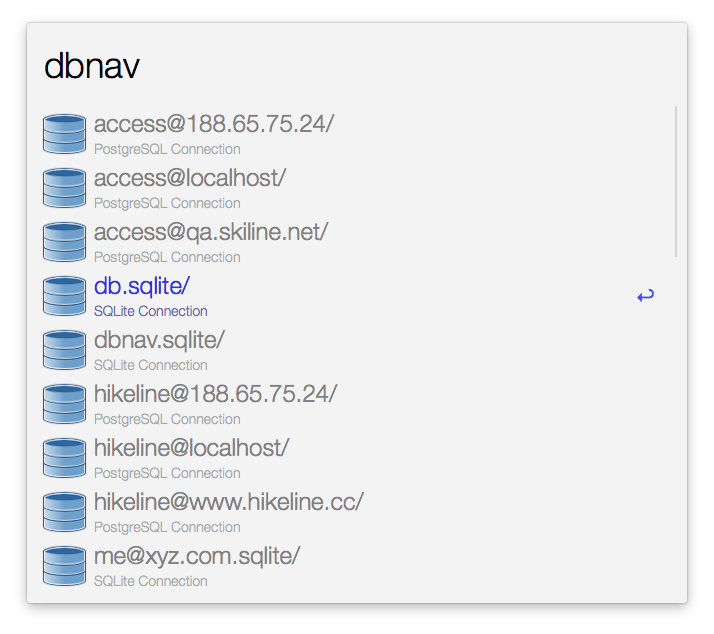 dbnav
access@188.65.75.24/
PostgreSQL Connection
access@localhost/
PostgreSQL Connection
access@qa.skiline.net/
PostgreSQL Connection
db.sqlite/
SQLite Connection
dbnav.sqlite/
SQLite Connection
hikeline@188.65.75.24/
PostgreSQL Connection
hikeline@localhost/
PostgreSQL Connection
hikeline@www.hikeline.cc/
PostgreSQL Connection
me@xyz.com.sqlite/
SQLite Connection